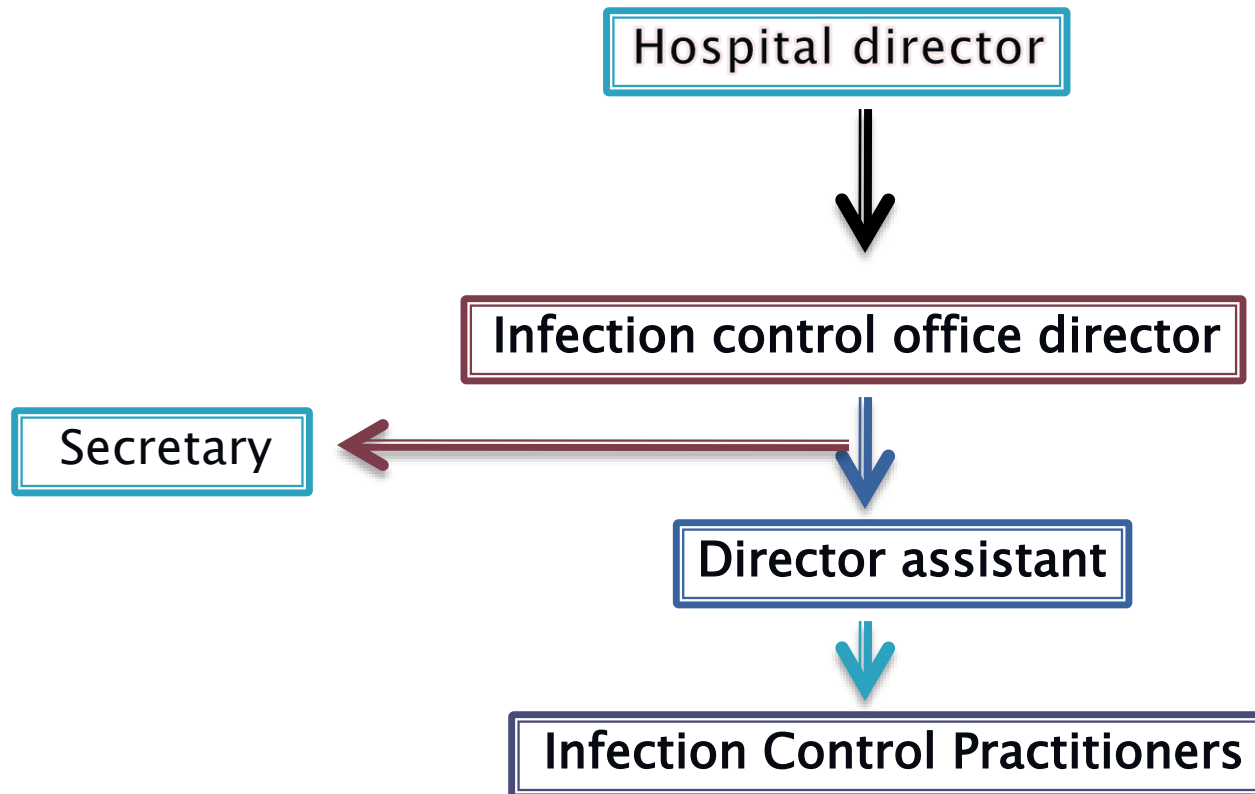 Hospital director
Infection control office director
Secretary
Director assistant
Infection Control Practitioners